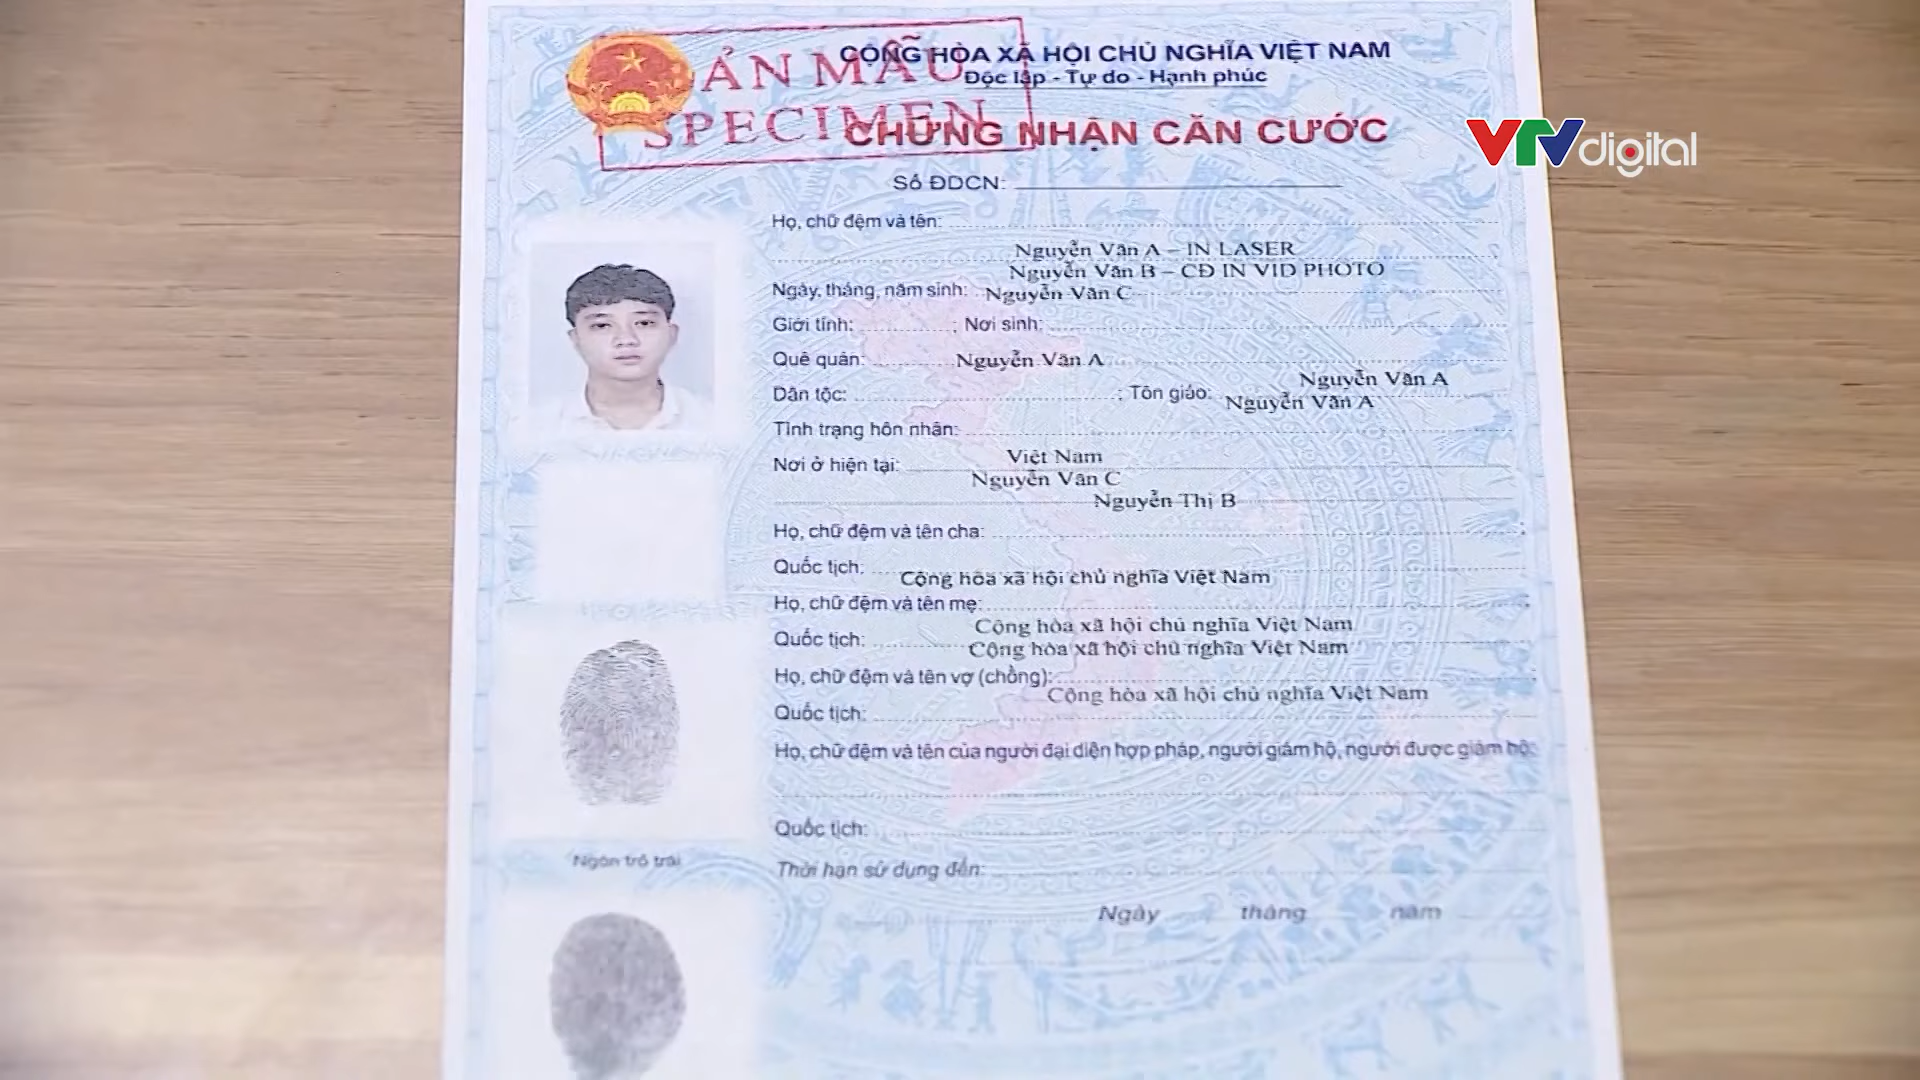 CỘNG HÒA XÃ HỘI CHỦ NGHĨA VIỆT NAM
Độc lập - Tự do - Hạnh phúc
ẢN MẪU
SPECIMEN
CHỨNG NHẬN CĂN CƯỚC
VTV digital
Số ĐDCN:
Họ, chữ đệm và tên:
Nguyễn Văn A – IN LASER
Nguyễn Văn B – CĐ IN VID PHOTO
Ngày, tháng, năm sinh: Nguyễn Văn C
Giới tính: ; Nơi sinh:
Quê quán: Nguyễn Văn A
Nguyễn Văn A
Dân tộc: ; Tôn giáo: Nguyễn Văn A
Tình trạng hôn nhân:
Việt Nam
Nơi ở hiện tại:
Nguyễn Văn C
Nguyễn Thị B
Họ, chữ đệm và tên cha:
Quốc tịch:
Cộng hòa xã hội chủ nghĩa Việt Nam
Họ, chữ đệm và tên mẹ:
Cộng hòa xã hội chủ nghĩa Việt Nam
Quốc tịch:
Cộng hòa xã hội chủ nghĩa Việt Nam
Họ, chữ đệm và tên vợ (chồng):
Cộng hòa xã hội chủ nghĩa Việt Nam
Quốc tịch:
Họ, chữ đệm và tên của người đại diện hợp pháp, người giám hộ, người được giám hộ:
Quốc tịch:
Ngón trỏ trái
Thời hạn sử dụng đến:
Ngày tháng năm